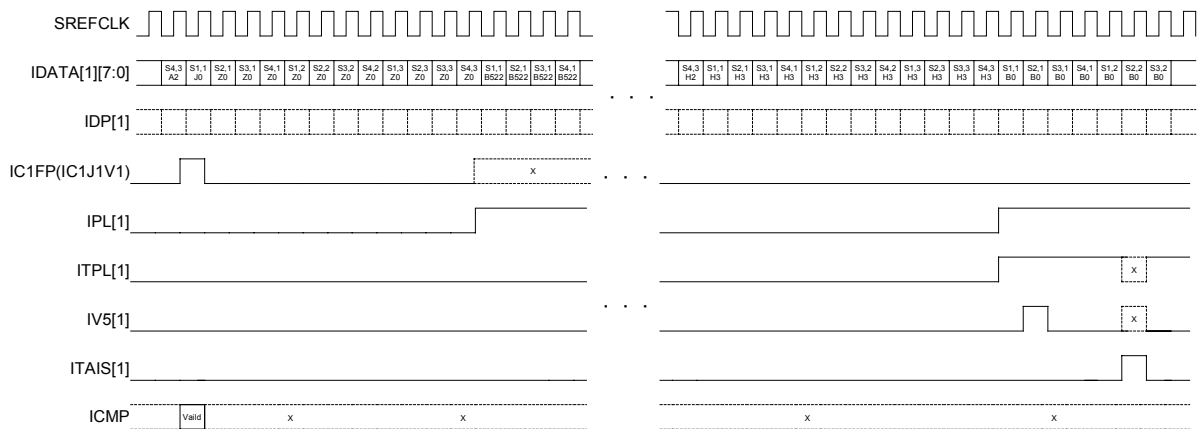 SREFCLK
IDATA[1][7:0]
S4,3 S1,1 S2,1 S3,1 S4,1 S1,2 S2,2 S3,2 S4,2 S1,3 S2,3 S3,3 S4,3 S1,1 S2,1 S3,1 S4,1
A2 J0 Z0 Z0 Z0 Z0 Z0 Z0 Z0 Z0 Z0 Z0 Z0 B522 B522 B522 B522
. . .
S4,3 S1,1 S2,1 S3,1 S4,1 S1,2 S2,2 S3,2 S4,2 S1,3 S2,3 S3,3 S4,3 S1,1 S2,1 S3,1 S4,1 S1,2 S2,2 S3,2
H2 H3 H3 H3 H3 H3 H3 H3 H3 H3 H3 H3 H3 B0 B0 B0 B0 B0 B0 B0
IDP[1]
IC1FP(IC1J1V1)
x
. . .
IPL[1]
ITPL[1]
x
. . .
IV5[1]
x
ITAIS[1]
ICMP
Vaild x x x x